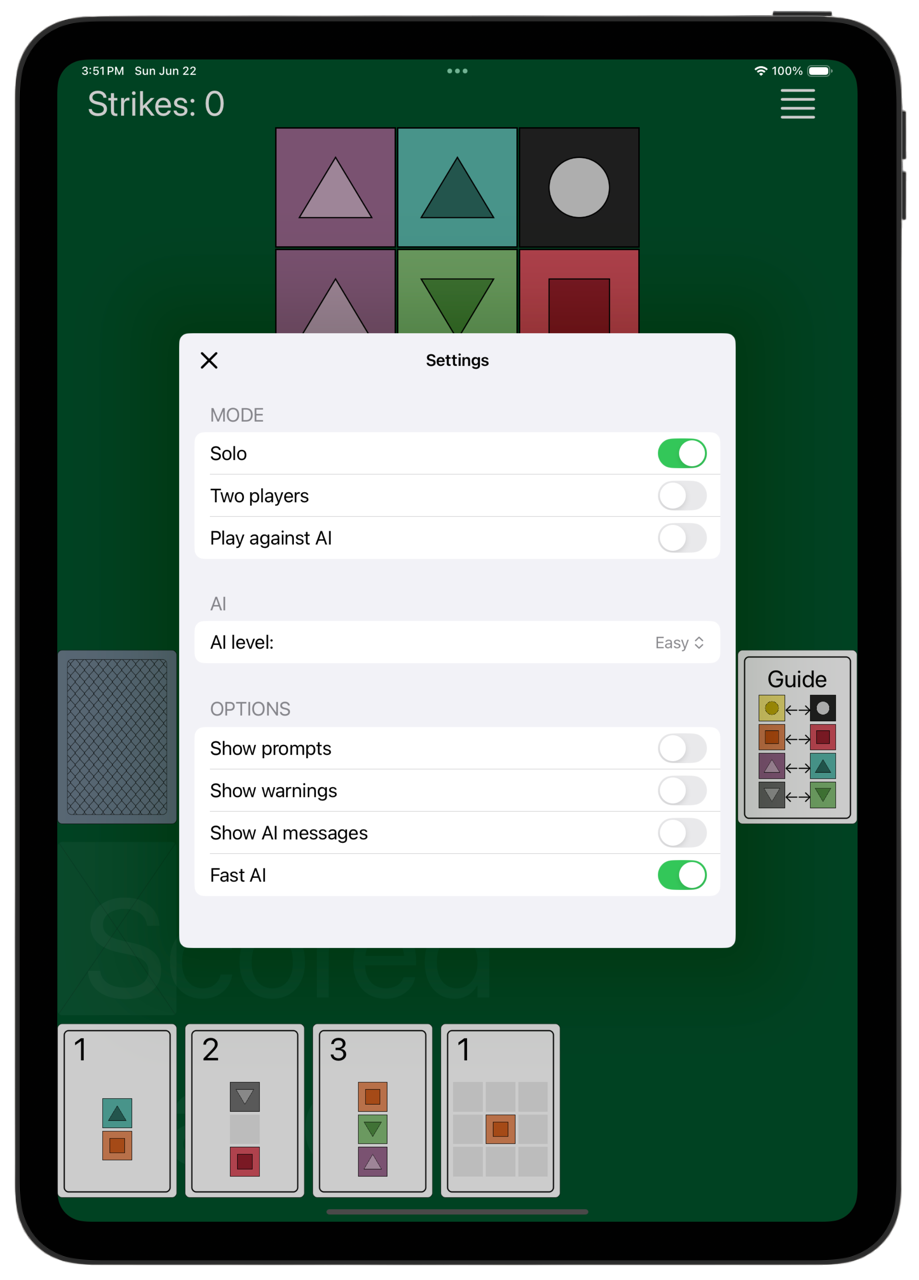 3:51 PM Sun Jun 22 100%
Strikes: 0
Settings
MODE
Solo
Two players
Play against AI
AI
AI level: Easy
OPTIONS
Show prompts
Show warnings
Show AI messages
Fast AI
Guide
Scored
1 2 3 1